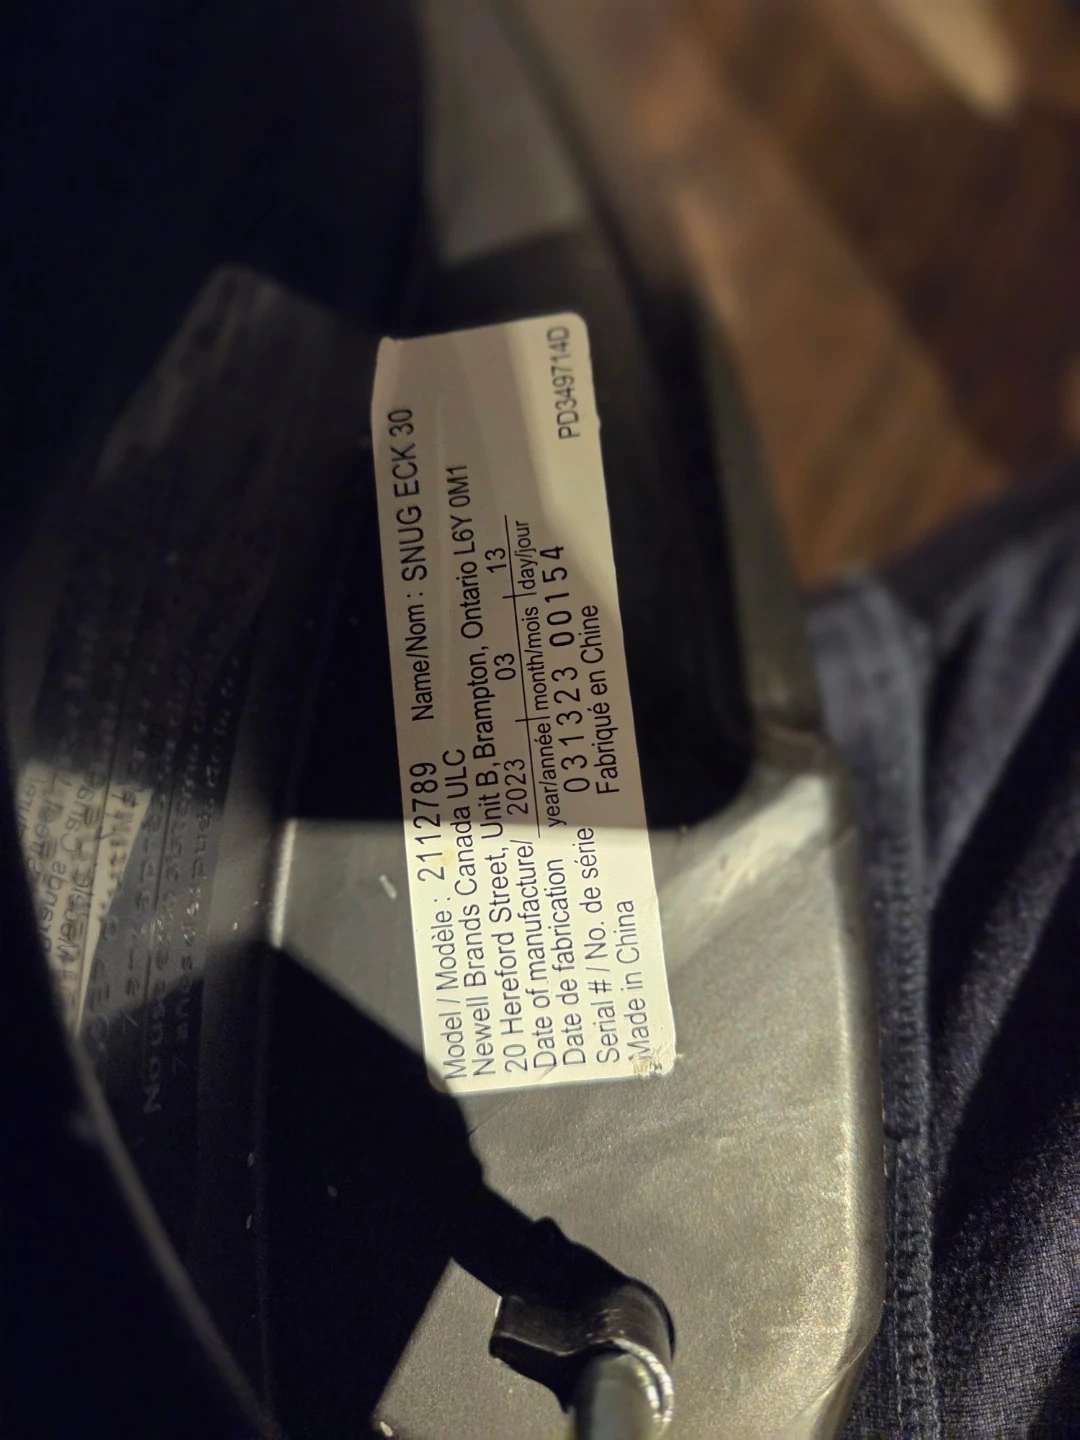 Model / Modèle : 2112789 Name/Nom : SNUG ECK 30
Newell Brands Canada ULC
20 Hereford Street, Unit B, Brampton, Ontario L6Y 0M1
Date of manufacture/ 2023 03 13
Date de fabrication year/année month/mois day/jour
Serial # / No. de série 031323 00154
Made in China Fabriqué en Chine PD349714D